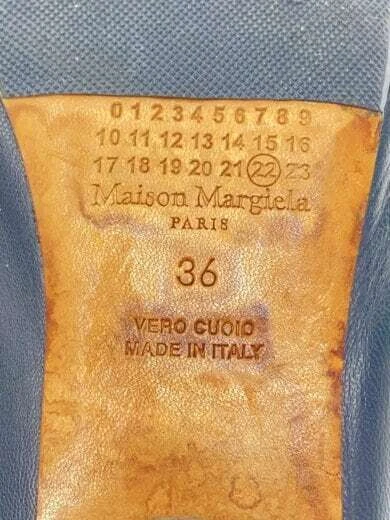 0 1 2 3 4 5 6 7 8 9
10 11 12 13 14 15 16
17 18 19 20 21 22 23
Maison Margiela
PARIS
36
VERO CUOIO
MADE IN ITALY